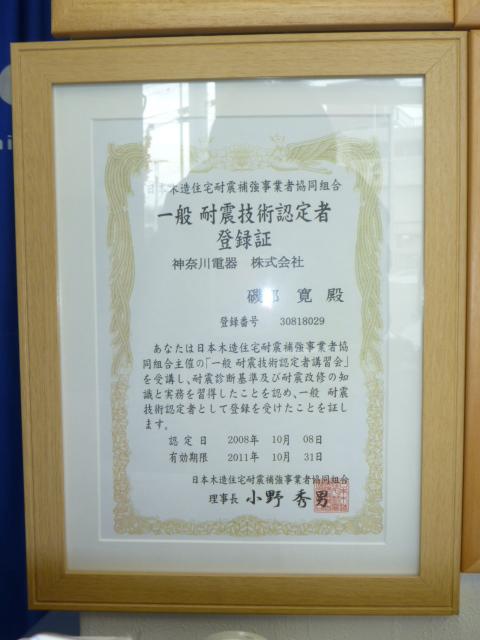 日本木造住宅耐震補強事業者協同組合
一般 耐震技術認定者
登録証
神奈川電器 株式会社
磯部 寛 殿
登録番号 30818029
あなたは日本木造住宅耐震補強事業者協
同組合主催の「一般 耐震技術認定者講習会」
を受講し、耐震診断基準及び耐震改修の知
識と実務を習得したことを認め、一般 耐震
技術認定者として登録を受けたことを証し
ます。
認定日 2008年 10月 08日
有効期限 2011年 10月 31日
日本木造住宅耐震補強事業者協同組合
理事長 小野 秀男